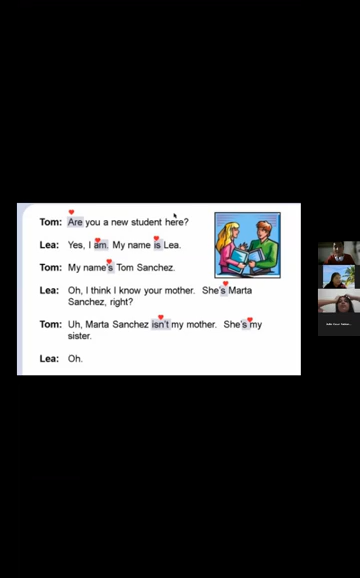 Tom: Are you a new student here?
Lea: Yes, I am. My name is Lea.
Tom: My name's Tom Sanchez.
Lea: Oh, I think I know your mother. She's Marta
Sanchez, right?
Tom: Uh, Marta Sanchez isn't my mother. She's my
sister.
Lea: Oh.